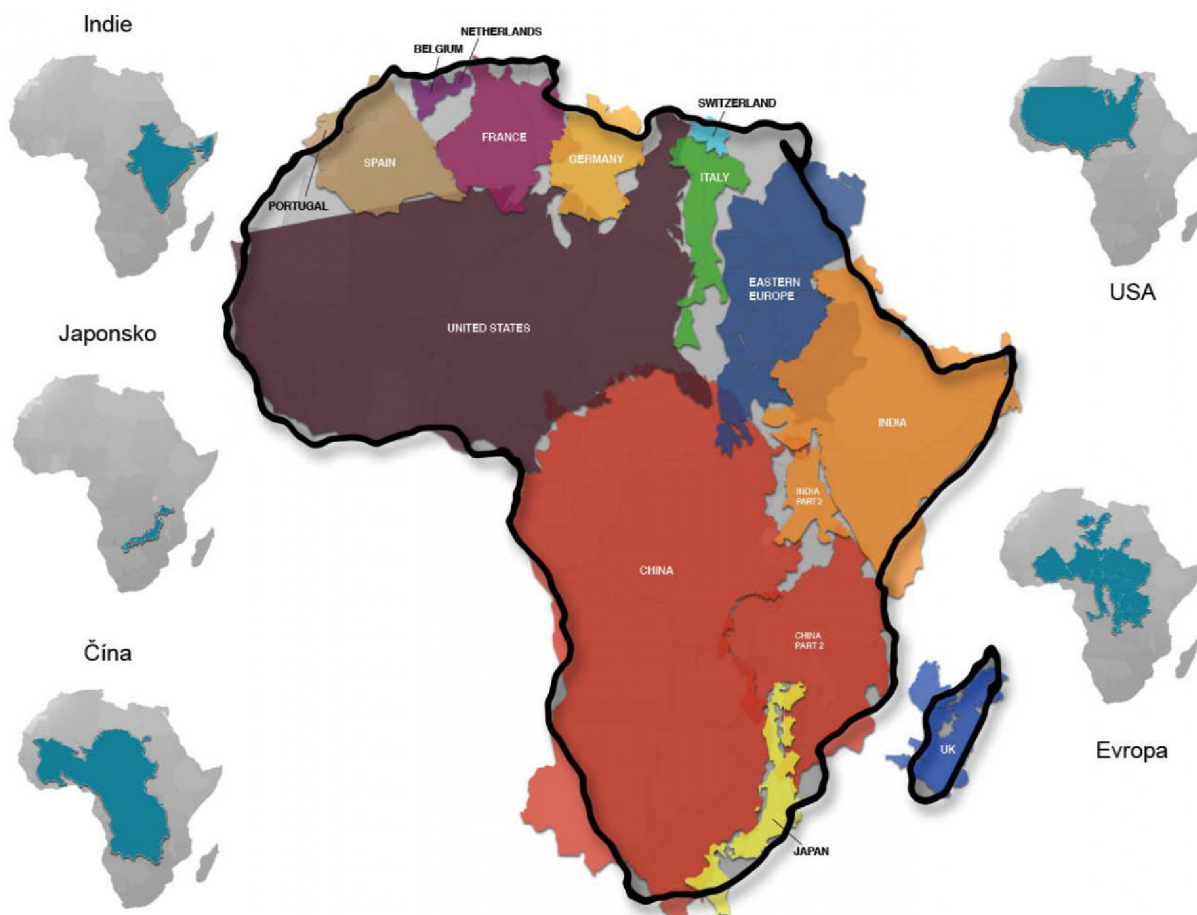 Indie
Japonsko
Čína
NETHERLANDS
BELGIUM
SWITZERLAND
FRANCE
SPAIN
GERMANY
ITALY
PORTUGAL
EASTERN
EUROPE
UNITED STATES
INDIA
INDIA
PART 2
CHINA
CHINA
PART 2
UK
JAPAN
USA
Evropa